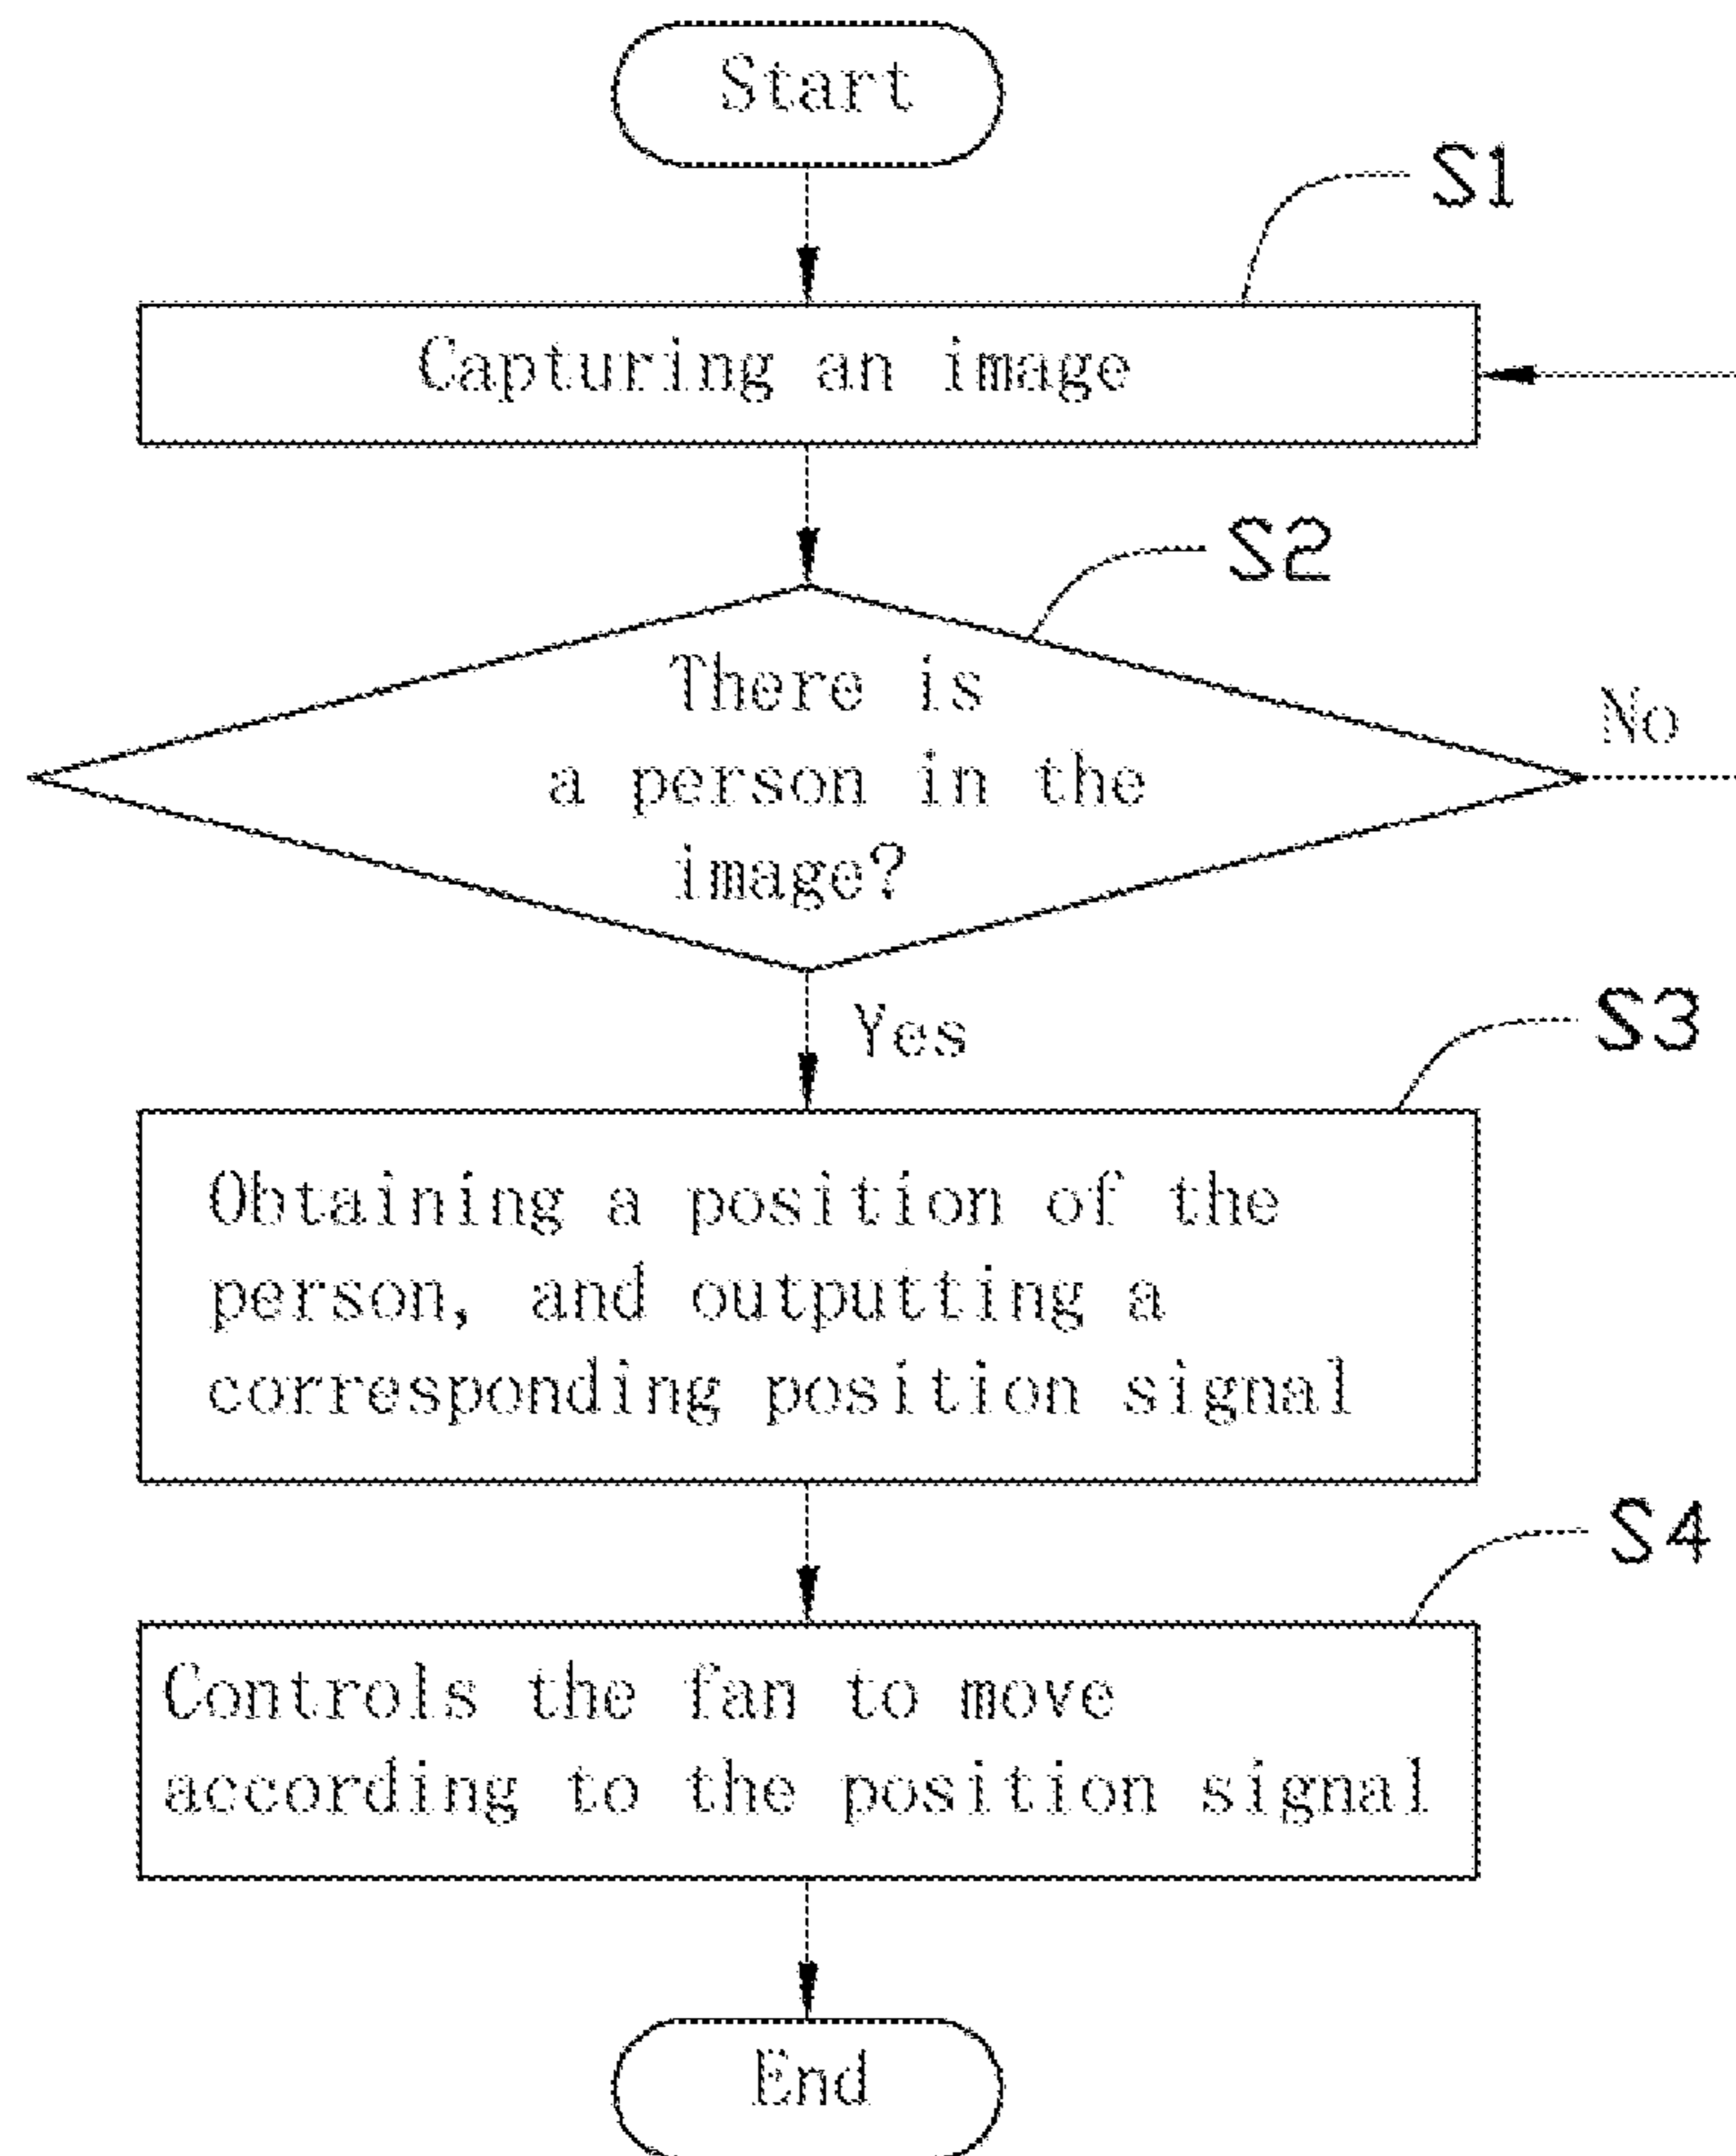 Start
S1
Capturing an image
S2
There is
a person in the
image?
No
Yes
S3
Obtaining a position of the
person, and outputting a
corresponding position signal
S4
Controls the fan to move
according to the position signal
End